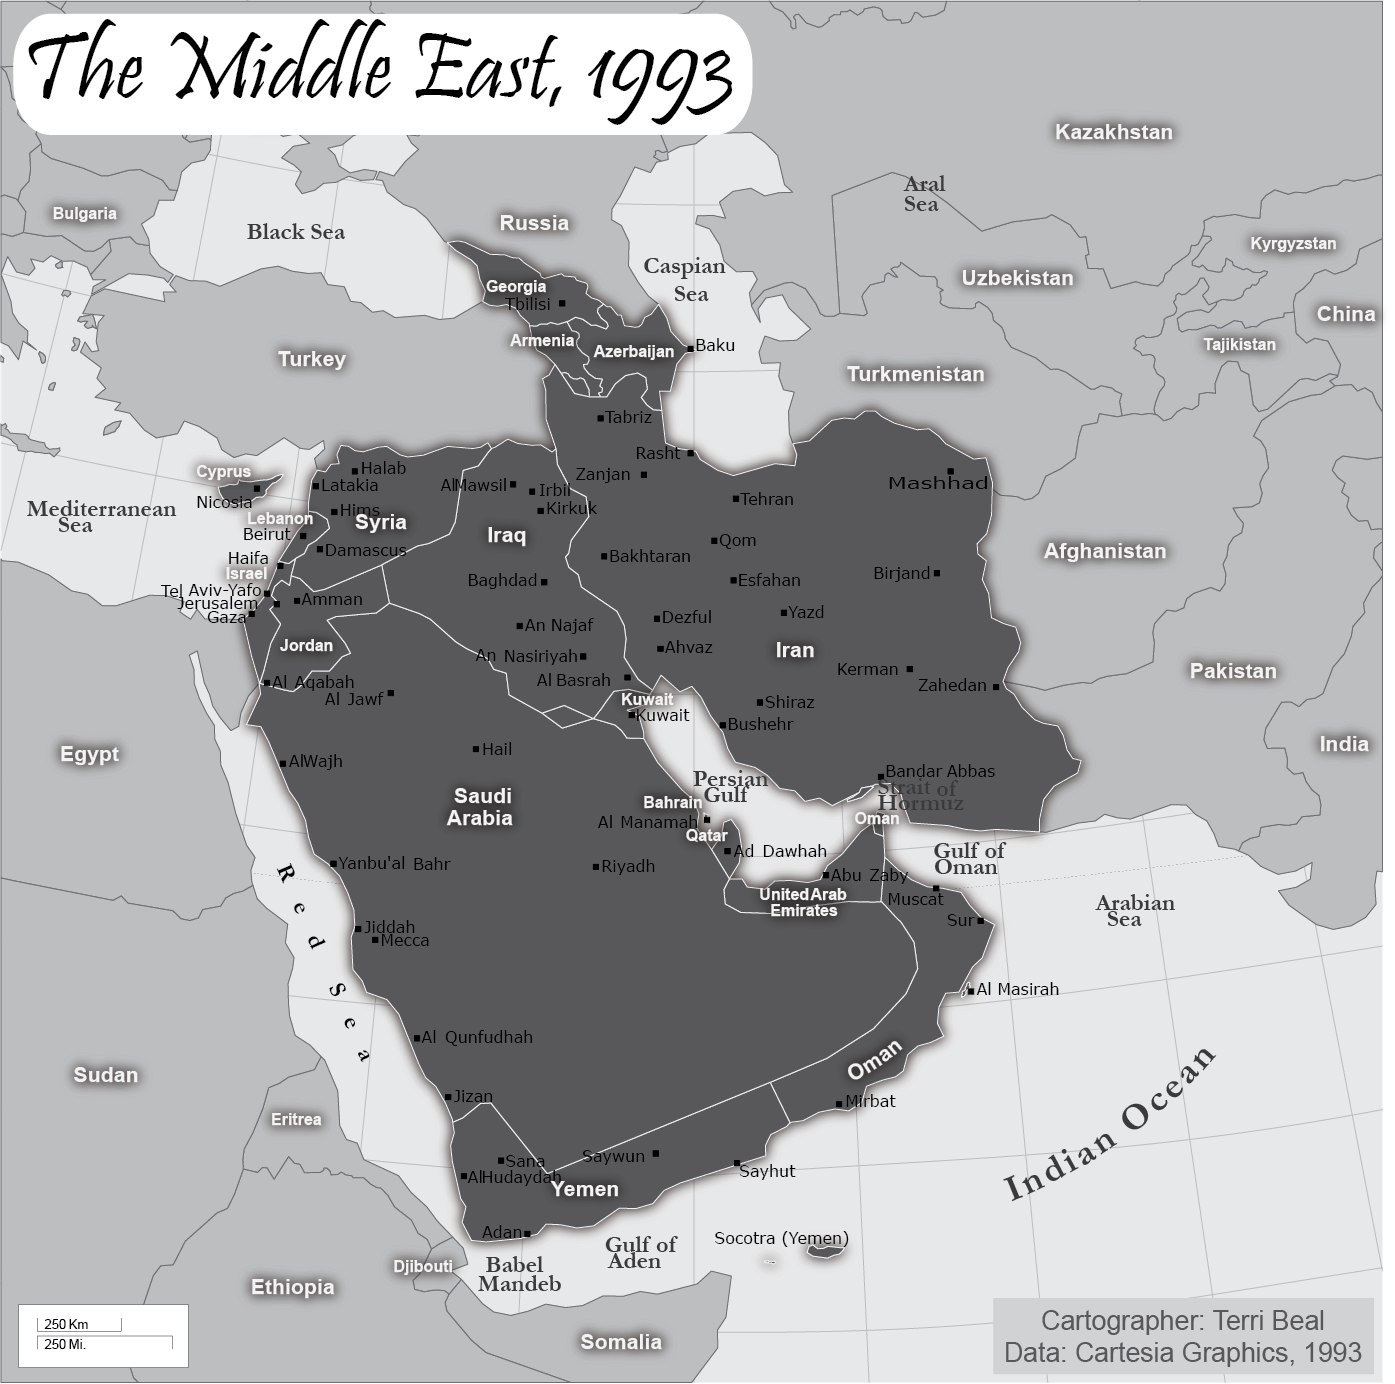 The Middle East, 1993
Kazakhstan
Aral
Sea
Bulgaria
Russia
Black Sea
Kyrgyzstan
Caspian
Sea
Uzbekistan
Georgia
Tbilisi
China
Armenia
Azerbaijan
Baku
Tajikistan
Turkey
Turkmenistan
Tabriz
Rasht
Halab
Cyprus
Zanjan
Mashhad
Latakia
AlMawsil
Irbil
Nicosia
Tehran
Mediterranean
Sea
Hims
Kirkuk
Lebanon
Syria
Beirut
Iraq
Qom
Damascus
Afghanistan
Haifa
Bakhtaran
Israel
Baghdad
Esfahan
Birjand
Tel Aviv-Yafo
Jerusalem
Amman
Gaza
Dezful
Yazd
An Najaf
Jordan
Ahvaz
Iran
An Nasiriyah
Kerman
Pakistan
Al Aqabah
Al Basrah
Zahedan
Al Jawf
Kuwait
Kuwait
Shiraz
Bushehr
Egypt
Hail
India
AlWajh
Bandar Abbas
Persian
Gulf
Strait of
Hormuz
Saudi
Arabia
Bahrain
Al Manamah
Oman
Qatar
Ad Dawhah
Gulf of
Oman
Yanbu'al Bahr
Riyadh
Abu Zaby
United Arab
Emirates
Muscat
Arabian
Sea
Sur
Red Sea
Jiddah
Mecca
Al Masirah
Al Qunfudhah
Oman
Sudan
Jizan
Mirbat
Indian Ocean
Eritrea
Sana
Saywun
AlHudaydah
Sayhut
Yemen
Adan
Socotra (Yemen)
Gulf of
Aden
Djibouti
Babel
Mandeb
Ethiopia
250 Km
250 Mi.
Somalia
Cartographer: Terri Beal
Data: Cartesia Graphics, 1993